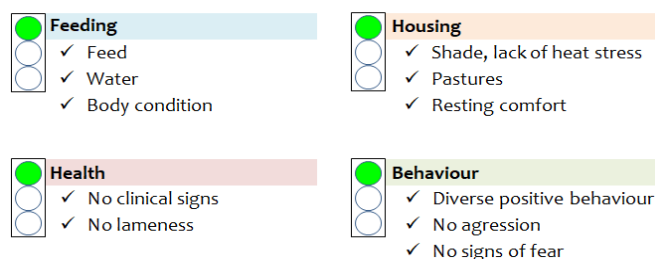 Feeding
✓ Feed
✓ Water
✓ Body condition
Housing
✓ Shade, lack of heat stress
✓ Pastures
✓ Resting comfort
Health
✓ No clinical signs
✓ No lameness
Behaviour
✓ Diverse positive behaviour
✓ No agression
✓ No signs of fear